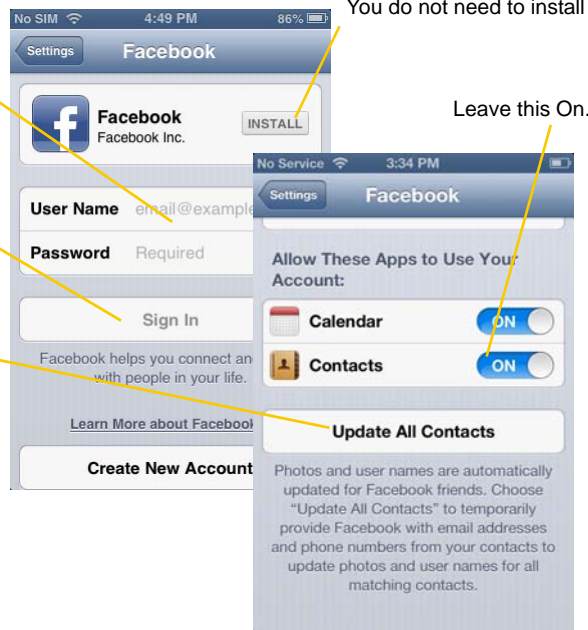 You do not need to install
Leave this On.
No SIM 4:49 PM 86%
Settings Facebook
Facebook
Facebook Inc.
INSTALL
User Name email@example
Password Required
Sign In
Facebook helps you connect an
with people in your life.
Learn More about Facebook
Create New Account
No Service 3:34 PM
Settings Facebook
Allow These Apps to Use Your
Account:
Calendar ON
Contacts ON
Update All Contacts
Photos and user names are automatically
updated for Facebook friends. Choose
“Update All Contacts” to temporarily
provide Facebook with email addresses
and phone numbers from your contacts to
update photos and user names for all
matching contacts.